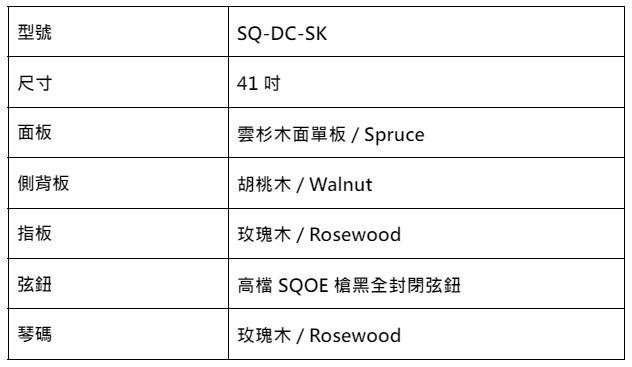 型號 SQ-DC-SK
尺寸 41 吋
面板 雲杉木面單板 / Spruce
側背板 胡桃木 / Walnut
指板 玫瑰木 / Rosewood
弦鈕 高檔 SQOE 槍黑全封閉弦鈕
琴碼 玫瑰木 / Rosewood